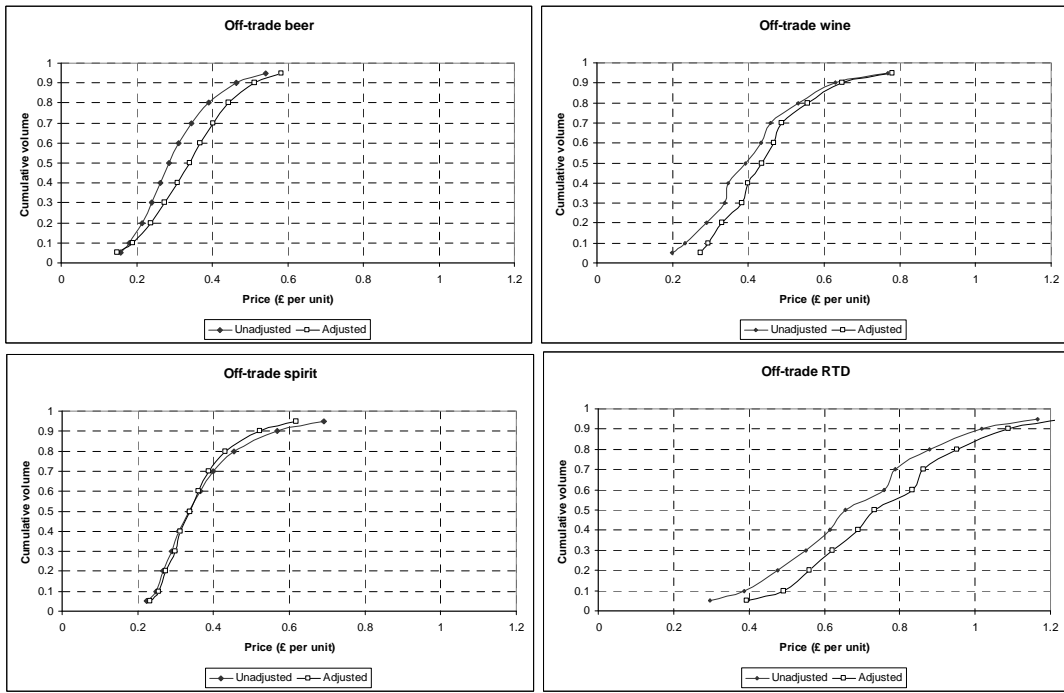 Off-trade beer
Cumulative volume
1
0.9
0.8
0.7
0.6
0.5
0.4
0.3
0.2
0.1
0
0 0.2 0.4 0.6 0.8 1 1.2
Price (£ per unit)
Unadjusted Adjusted
Off-trade wine
Cumulative volume
1
0.9
0.8
0.7
0.6
0.5
0.4
0.3
0.2
0.1
0
0 0.2 0.4 0.6 0.8 1 1.2
Price (£ per unit)
Unadjusted Adjusted
Off-trade spirit
Cumulative volume
1
0.9
0.8
0.7
0.6
0.5
0.4
0.3
0.2
0.1
0
0 0.2 0.4 0.6 0.8 1 1.2
Price (£ per unit)
Unadjusted Adjusted
Off-trade RTD
Cumulative volume
1
0.9
0.8
0.7
0.6
0.5
0.4
0.3
0.2
0.1
0
0 0.2 0.4 0.6 0.8 1 1.2
Price (£ per unit)
Unadjusted Adjusted